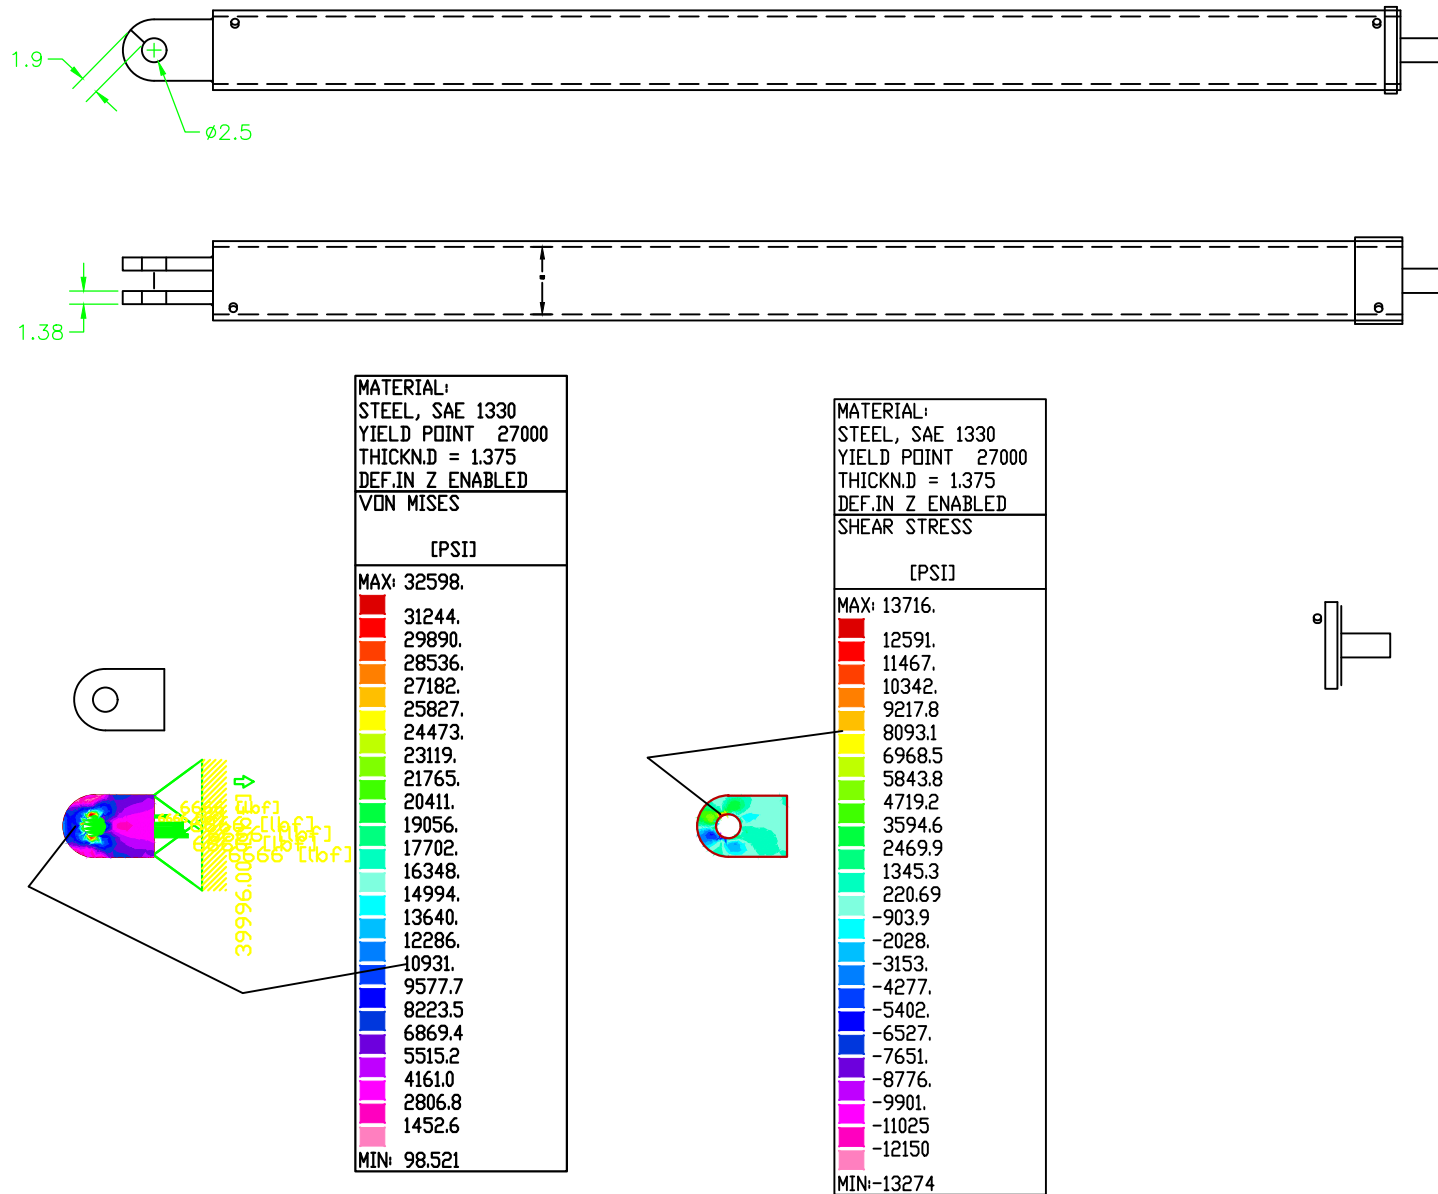 1.9
ø2.5
1.38
MATERIAL:
STEEL, SAE 1330
YIELD POINT 27000
THICKN.D = 1.375
DEF.IN Z ENABLED
VON MISES
[PSI]
MAX: 32598.
31244.
29890.
28536.
27182.
25827.
24473.
23119.
21765.
20411.
19056.
17702.
16348.
14994.
13640.
12286.
10931.
9577.7
8223.5
6869.4
5515.2
4161.0
2806.8
1452.6
MIN: 98.521
MATERIAL:
STEEL, SAE 1330
YIELD POINT 27000
THICKN.D = 1.375
DEF.IN Z ENABLED
SHEAR STRESS
[PSI]
MAX: 13716.
12591.
11467.
10342.
9217.8
8093.1
6968.5
5843.8
4719.2
3594.6
2469.9
1345.3
220.69
-903.9
-2028.
-3153.
-4277.
-5402.
-6527.
-7651.
-8776.
-9901.
-11025
-12150
MIN:-13274
6666 [lbf]